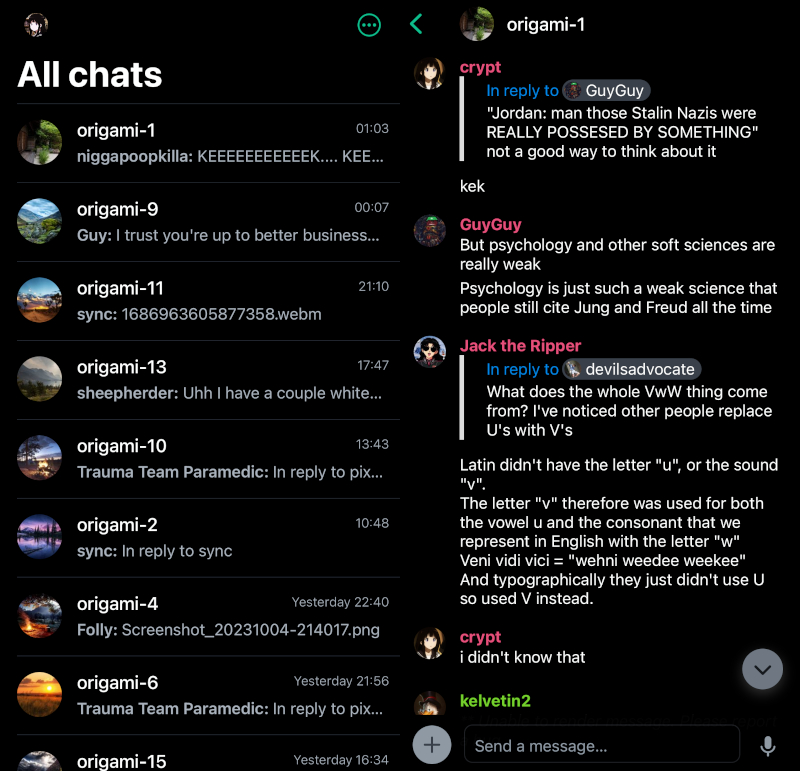 All chats
origami-1
01:03
niggapoopkilla: KEEEEEEEEEEEK.... KEE...
origami-9
00:07
Guy: I trust you're up to better business...
origami-11
21:10
sync: 1686963605877358.webm
origami-13
17:47
sheepherder: Uhh I have a couple white...
origami-10
13:43
Trauma Team Paramedic: In reply to pix...
origami-2
10:48
sync: In reply to sync
origami-4
Yesterday 22:40
Folly: Screenshot_20231004-214017.png
origami-6
Yesterday 21:56
Trauma Team Paramedic: In reply to pix...
origami-15
Yesterday 16:34
origami-1
crypt
In reply to GuyGuy
"Jordan: man those Stalin Nazis were
REALLY POSSESED BY SOMETHING"
not a good way to think about it
kek
GuyGuy
But psychology and other soft sciences are
really weak
Psychology is just such a weak science that
people still cite Jung and Freud all the time
Jack the Ripper
In reply to devilsadvocate
What does the whole VwW thing come
from? I've noticed other people replace
U's with V's
Latin didn't have the letter "u", or the sound
"v".
The letter "v" therefore was used for both
the vowel u and the consonant that we
represent in English with the letter "w"
Veni vidi vici = "wehni weedee weekee"
And typographically they just didn't use U
so used V instead.
crypt
i didn't know that
kelvetin2
Send a message...